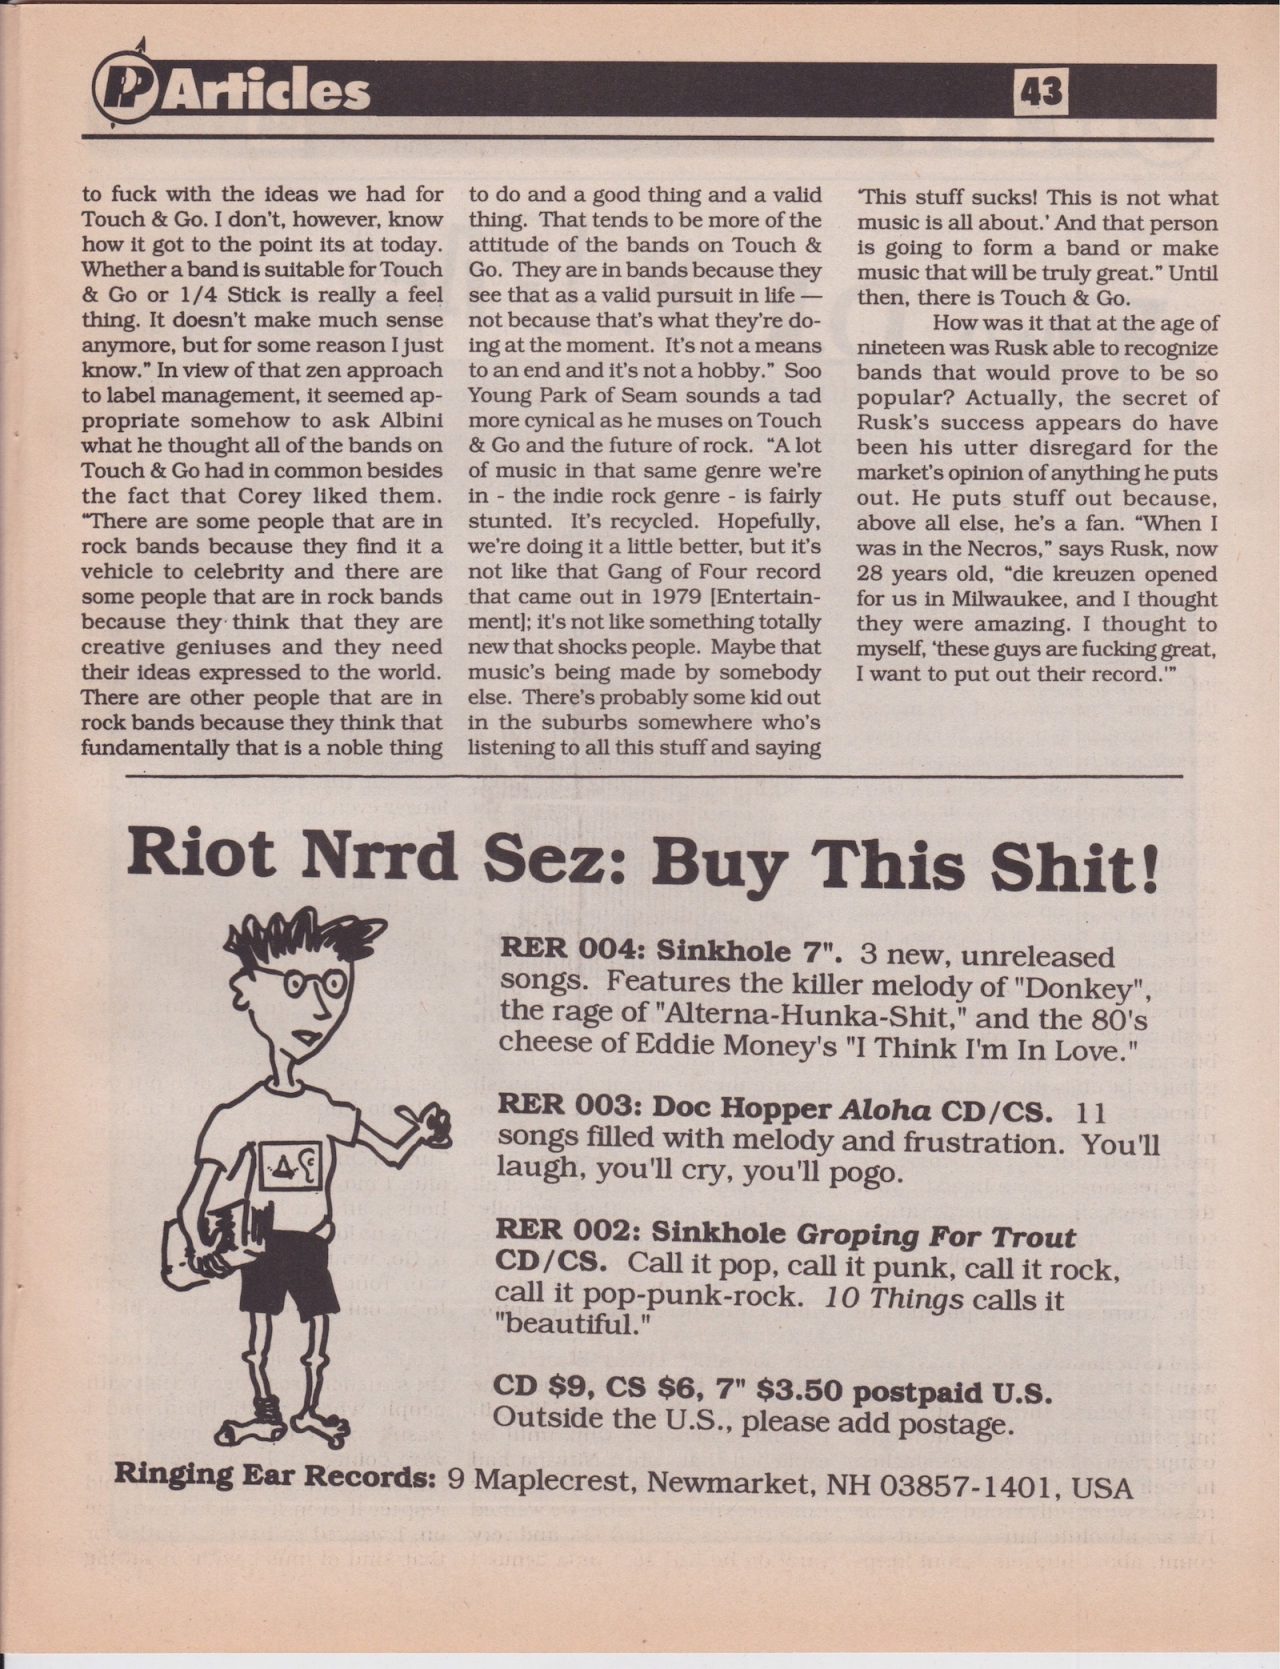 PP Articles
43
to fuck with the ideas we had for
Touch & Go. I don't, however, know
how it got to the point its at today.
Whether a band is suitable for Touch
& Go or 1/4 Stick is really a feel
thing. It doesn't make much sense
anymore, but for some reason I just
know." In view of that zen approach
to label management, it seemed ap-
propriate somehow to ask Albini
what he thought all of the bands on
Touch & Go had in common besides
the fact that Corey liked them.
"There are some people that are in
rock bands because they find it a
vehicle to celebrity and there are
some people that are in rock bands
because they think that they are
creative geniuses and they need
their ideas expressed to the world.
There are other people that are in
rock bands because they think that
fundamentally that is a noble thing
to do and a good thing and a valid
thing. That tends to be more of the
attitude of the bands on Touch &
Go. They are in bands because they
see that as a valid pursuit in life —
not because that's what they're do-
ing at the moment. It's not a means
to an end and it's not a hobby." Soo
Young Park of Seam sounds a tad
more cynical as he muses on Touch
& Go and the future of rock. "A lot
of music in that same genre we're
in - the indie rock genre - is fairly
stunted. It's recycled. Hopefully,
we're doing it a little better, but it's
not like that Gang of Four record
that came out in 1979 [Entertain-
ment]; it's not like something totally
new that shocks people. Maybe that
music's being made by somebody
else. There's probably some kid out
in the suburbs somewhere who's
listening to all this stuff and saying
'This stuff sucks! This is not what
music is all about.' And that person
is going to form a band or make
music that will be truly great." Until
then, there is Touch & Go.
How was it that at the age of
nineteen was Rusk able to recognize
bands that would prove to be so
popular? Actually, the secret of
Rusk's success appears do have
been his utter disregard for the
market's opinion of anything he puts
out. He puts stuff out because,
above all else, he's a fan. "When I
was in the Necros," says Rusk, now
28 years old, "die kreuzen opened
for us in Milwaukee, and I thought
they were amazing. I thought to
myself, 'these guys are fucking great,
I want to put out their record.'"
Riot Nrrd Sez: Buy This Shit!
RER 004: Sinkhole 7". 3 new, unreleased
songs. Features the killer melody of "Donkey",
the rage of "Alterna-Hunka-Shit," and the 80's
cheese of Eddie Money's "I Think I'm In Love."
RER 003: Doc Hopper Aloha CD/CS. 11
songs filled with melody and frustration. You'll
laugh, you'll cry, you'll pogo.
RER 002: Sinkhole Groping For Trout
CD/CS. Call it pop, call it punk, call it rock,
call it pop-punk-rock. 10 Things calls it
"beautiful."
CD $9, CS $6, 7" $3.50 postpaid U.S.
Outside the U.S., please add postage.
Ringing Ear Records: 9 Maplecrest, Newmarket, NH 03857-1401, USA